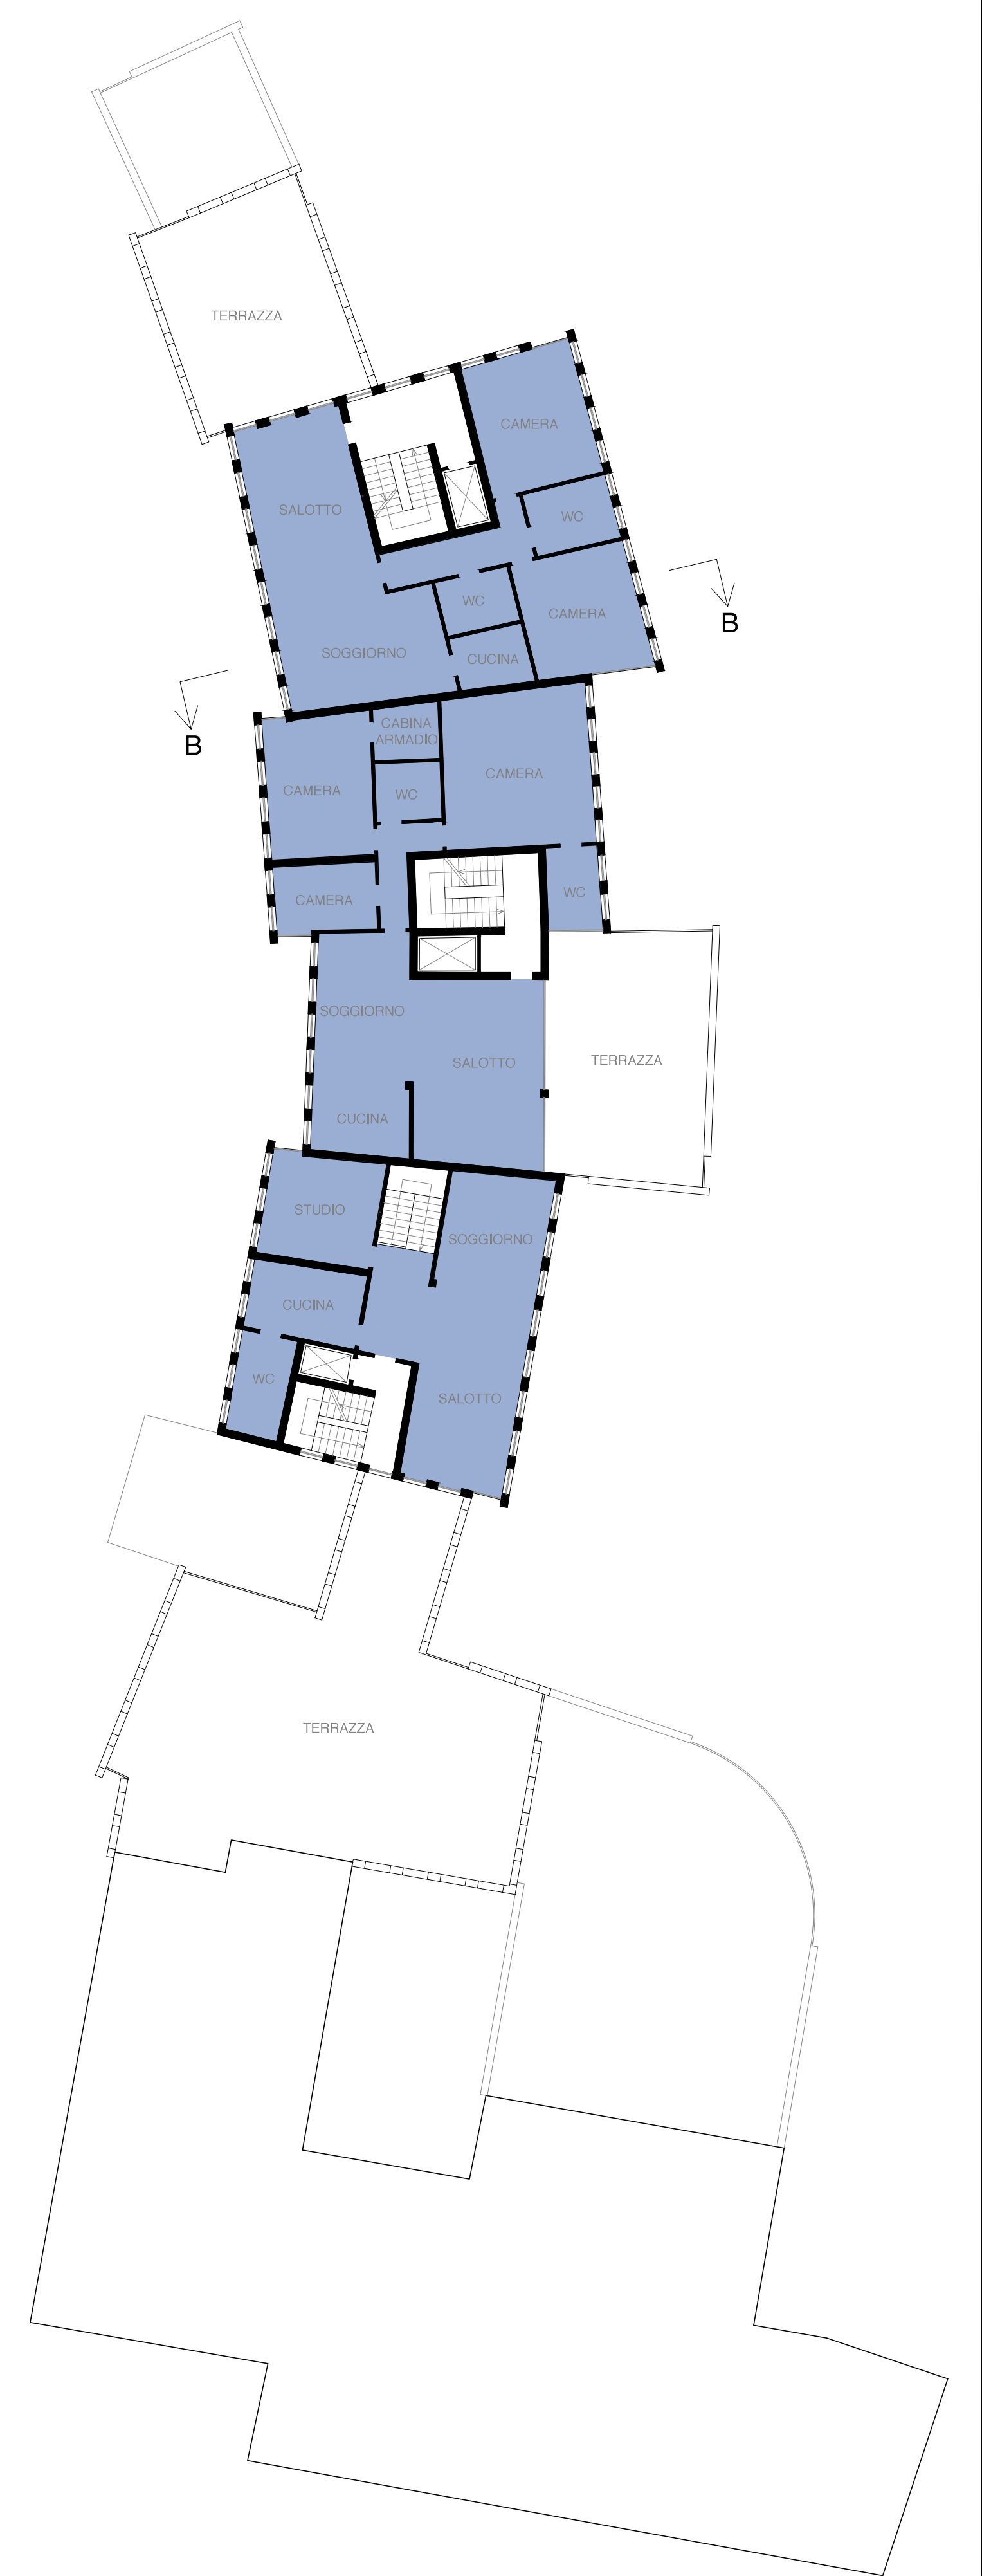 TERRAZZA
CAMERA
SALOTTO
WC
WC
CAMERA
B
SOGGIORNO
CUCINA
B
CABINA
ARMADIO
CAMERA
CAMERA
WC
CAMERA
WC
SOGGIORNO
SALOTTO
TERRAZZA
CUCINA
STUDIO
SOGGIORNO
CUCINA
WC
SALOTTO
TERRAZZA